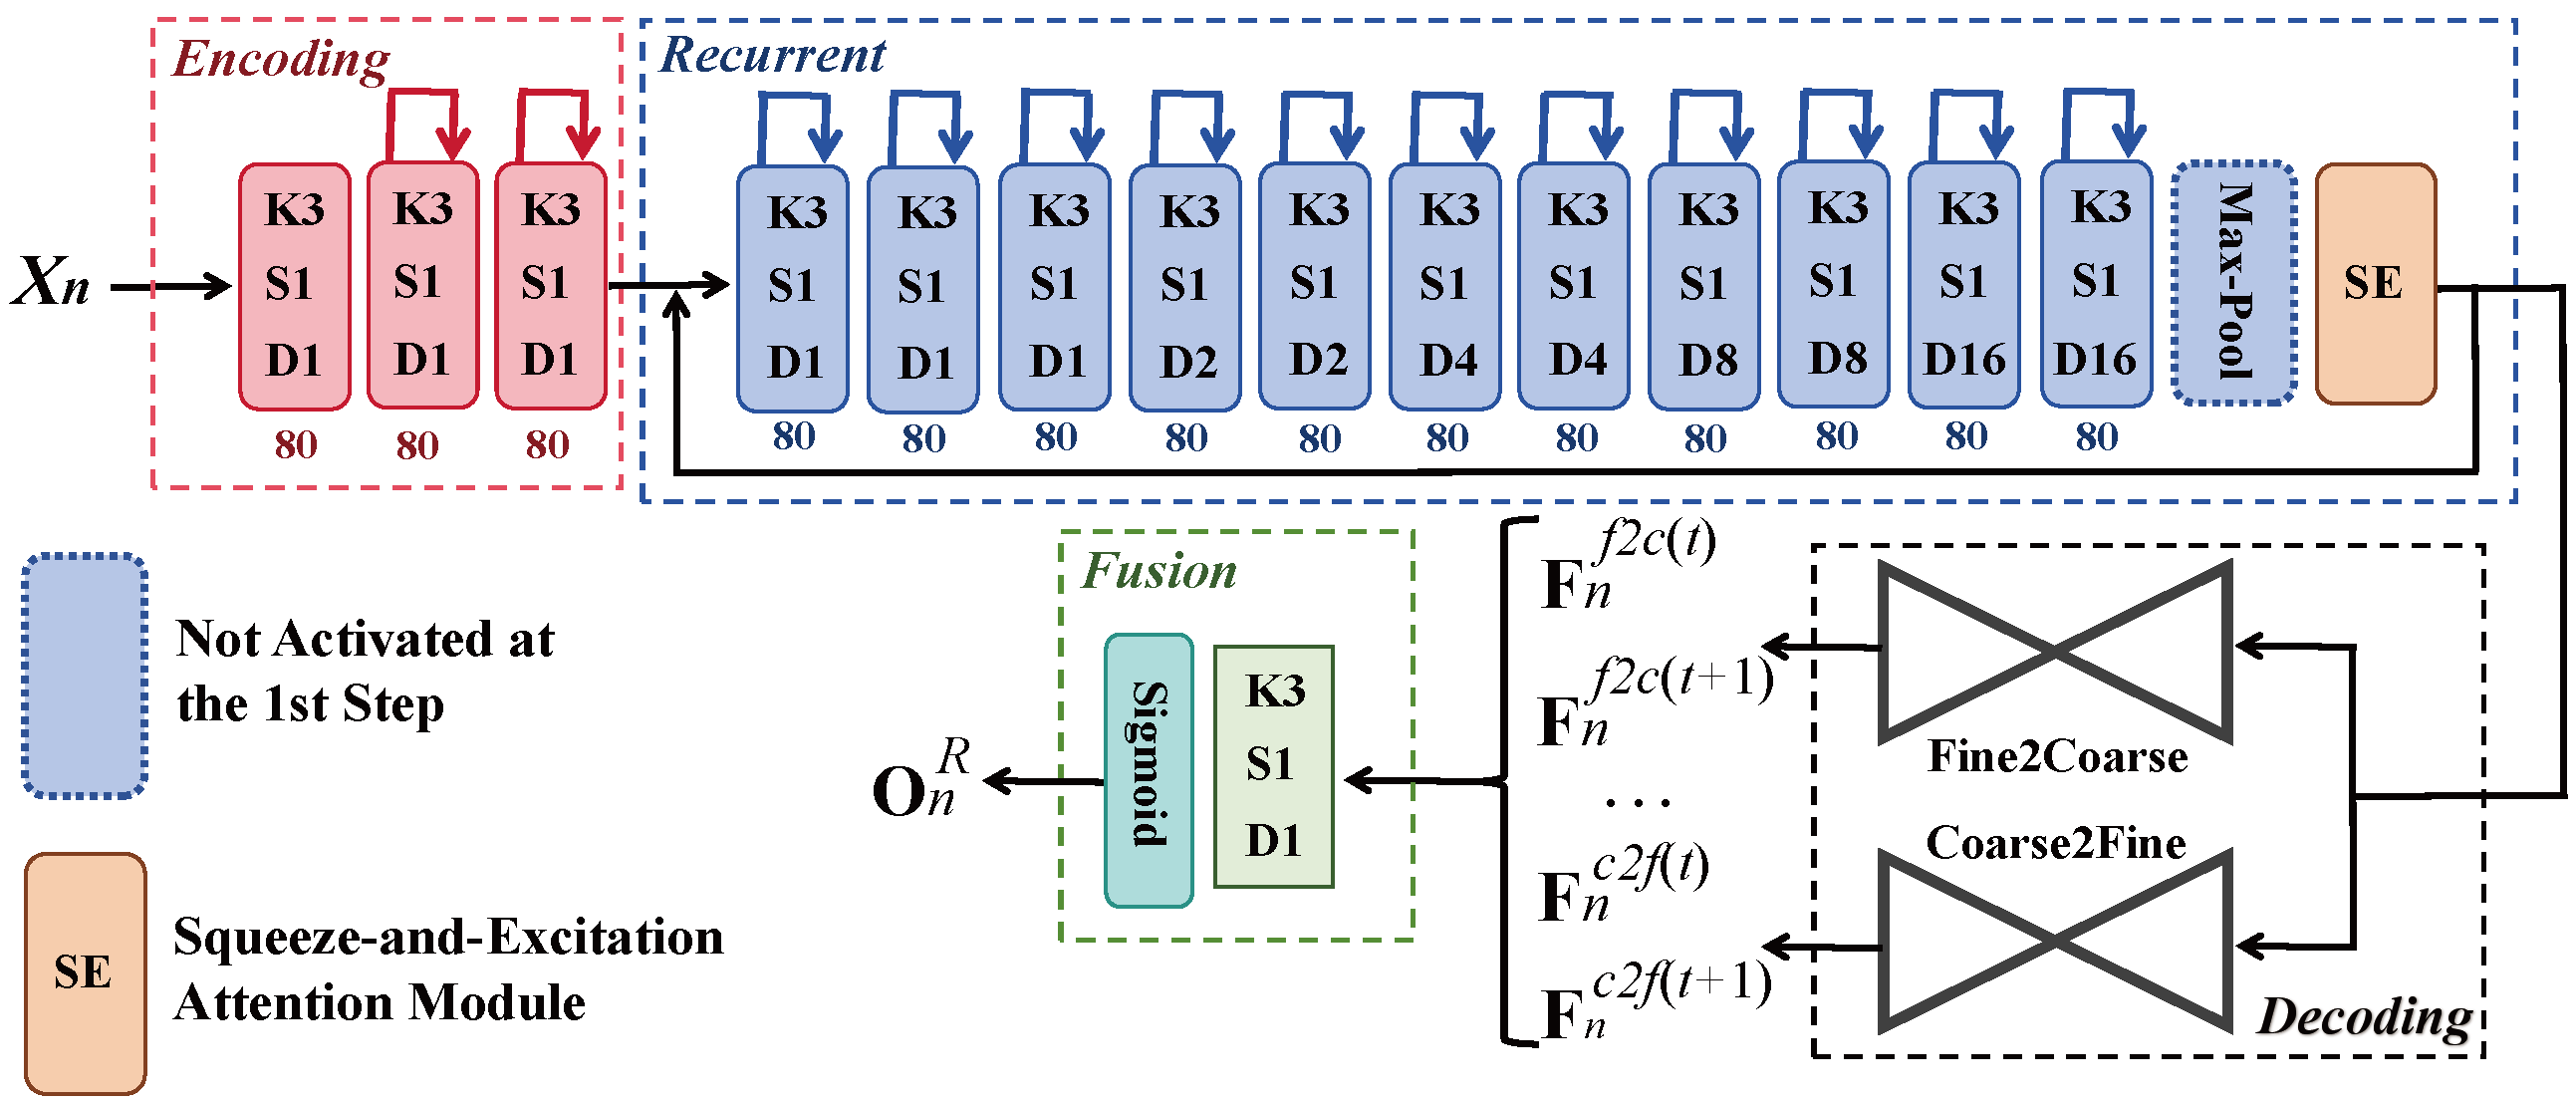 Encoding
Recurrent
Xn
K3 S1 D1
K3 S1 D1
K3 S1 D1
80 80 80
K3 S1 D1
K3 S1 D1
K3 S1 D1
K3 S1 D2
K3 S1 D2
K3 S1 D4
K3 S1 D4
K3 S1 D8
K3 S1 D8
K3 S1 D16
K3 S1 D16
Max-Pool
SE
80 80 80 80 80 80 80 80 80 80 80
Not Activated at
the 1st Step
SE
Squeeze-and-Excitation
Attention Module
Fusion
O_n^R
Sigmoid
K3
S1
D1
F_n^{f2c(t)}
F_n^{f2c(t+1)}
...
F_n^{c2f(t)}
F_n^{c2f(t+1)}
Fine2Coarse
Coarse2Fine
Decoding